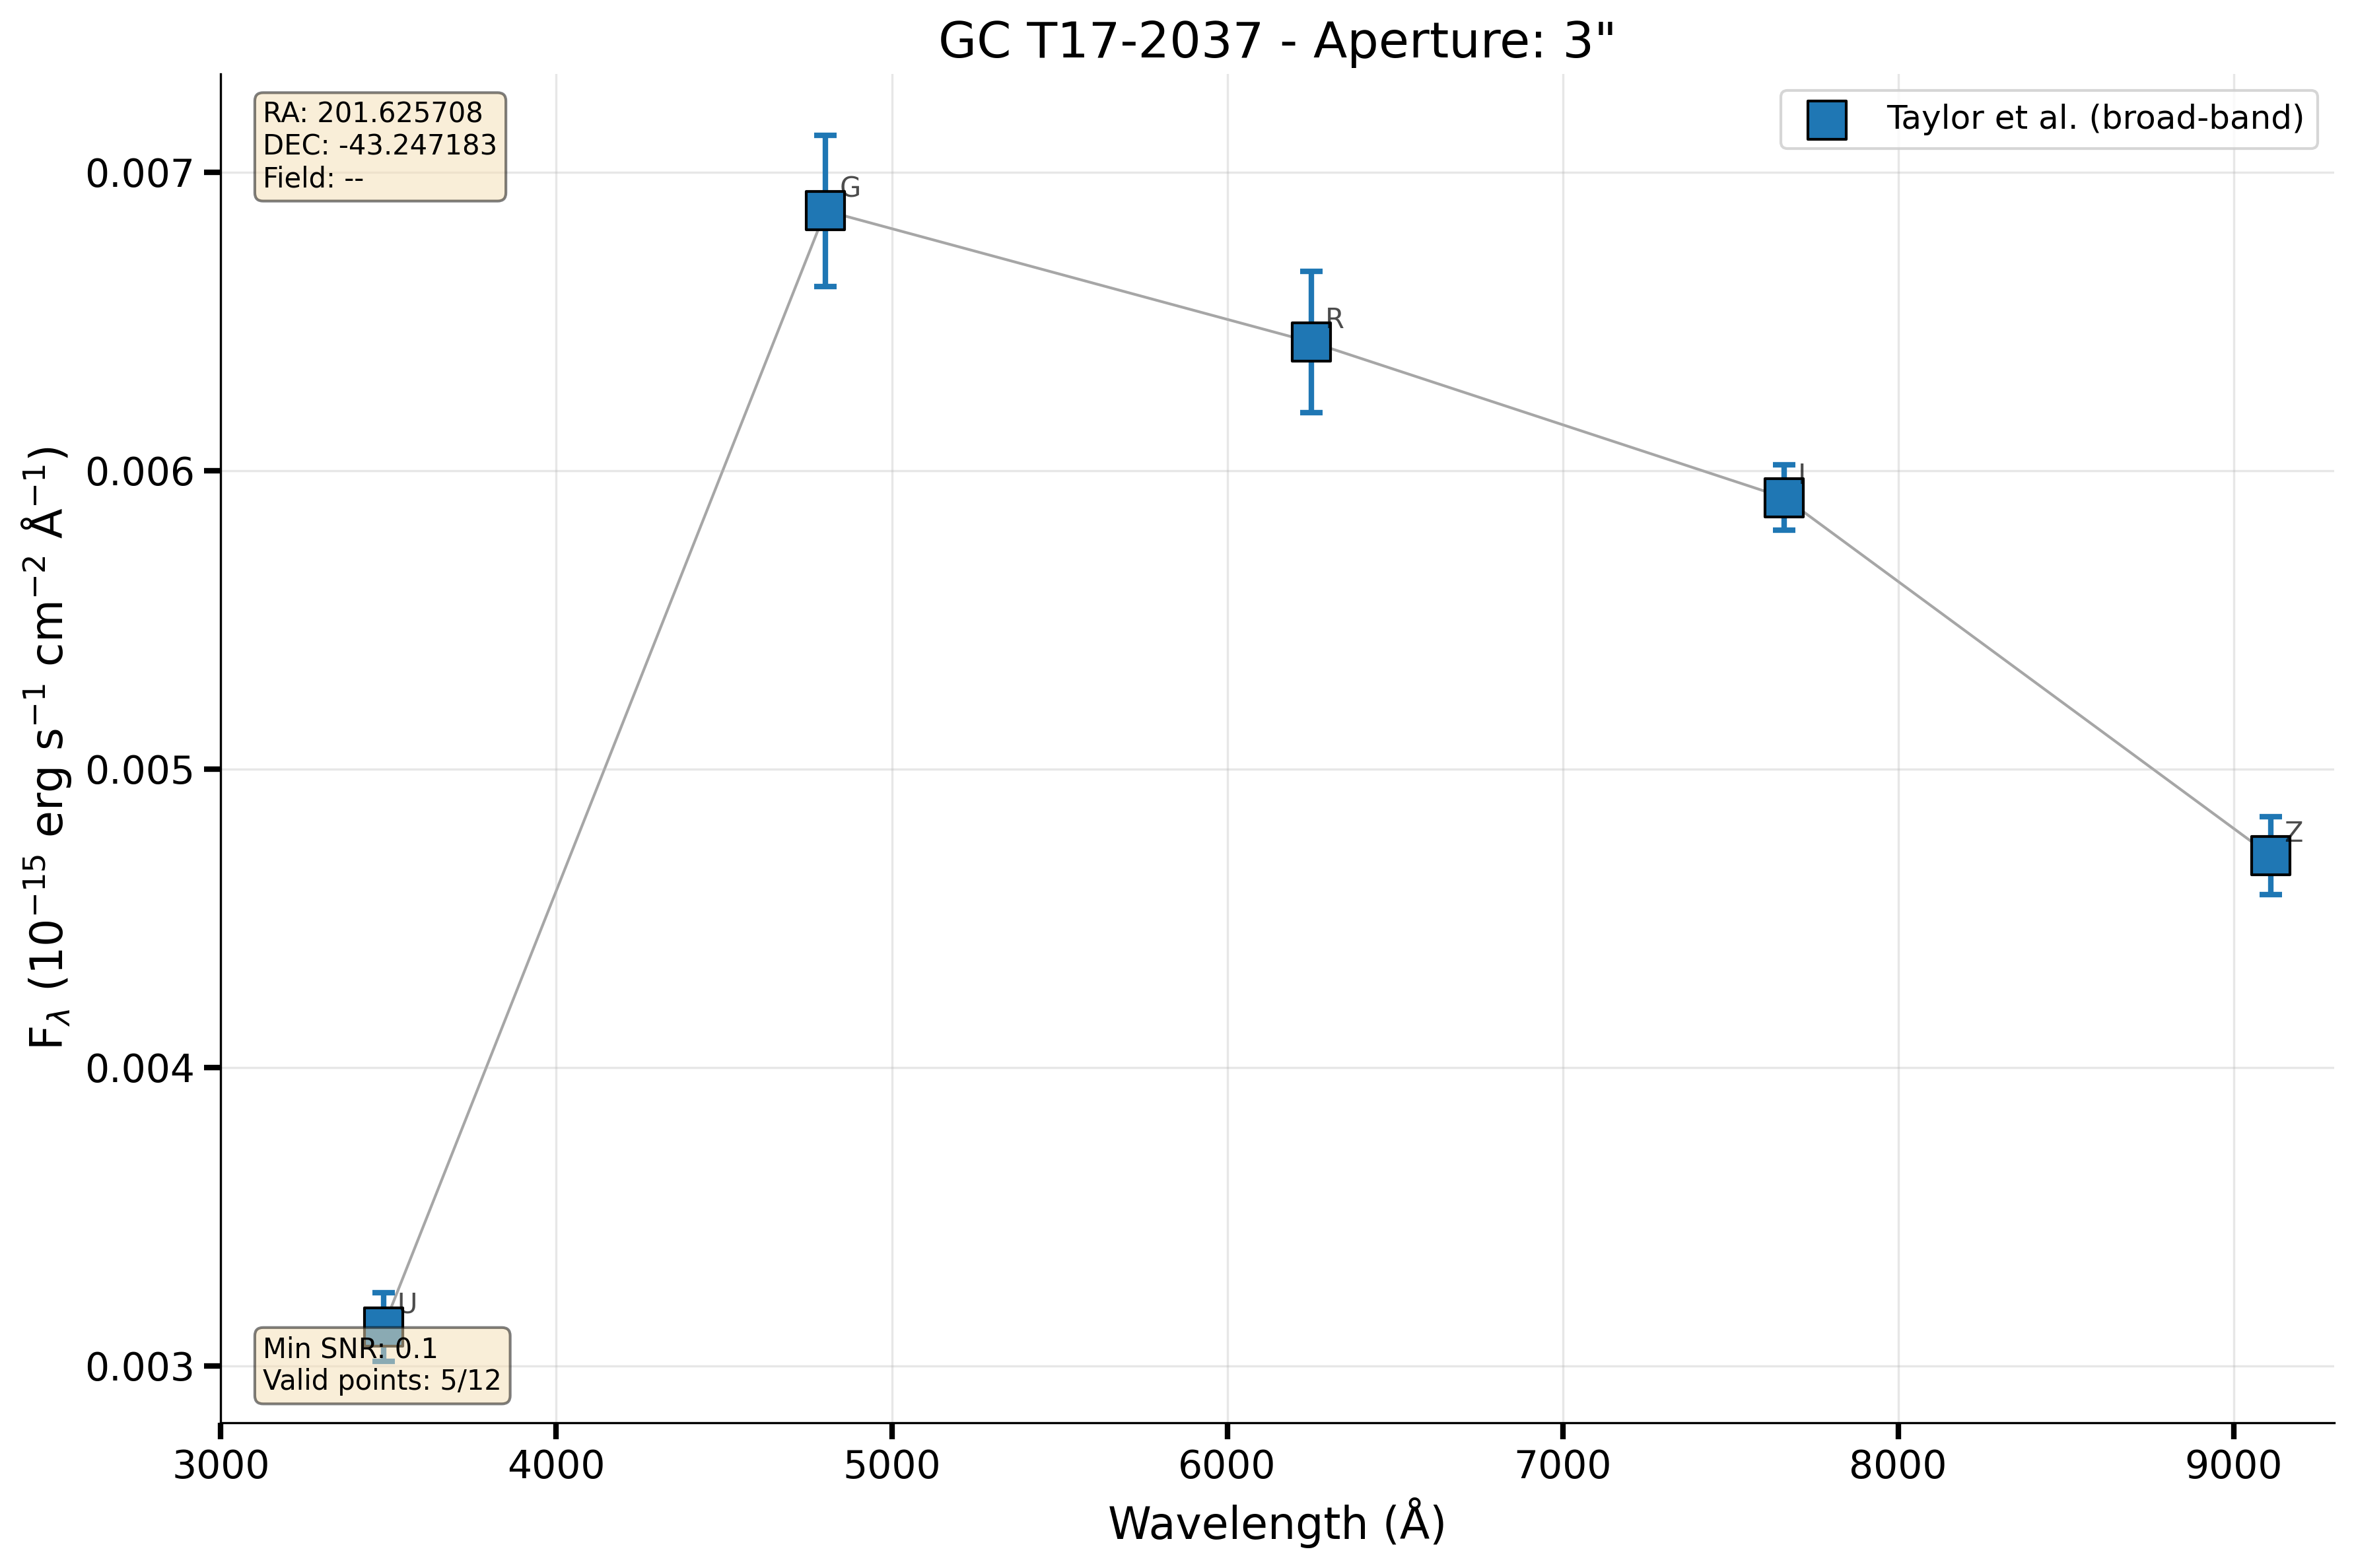 GC T17-2037 - Aperture: 3"
RA: 201.625708
DEC: -43.247183
Field: --
Taylor et al. (broad-band)
G
R
I
Z
U
Min SNR: 0.1
Valid points: 5/12
0.007
0.006
0.005
0.004
0.003
F_λ (10⁻¹⁵ erg s⁻¹ cm⁻² Å⁻¹)
3000 4000 5000 6000 7000 8000 9000
Wavelength (Å)